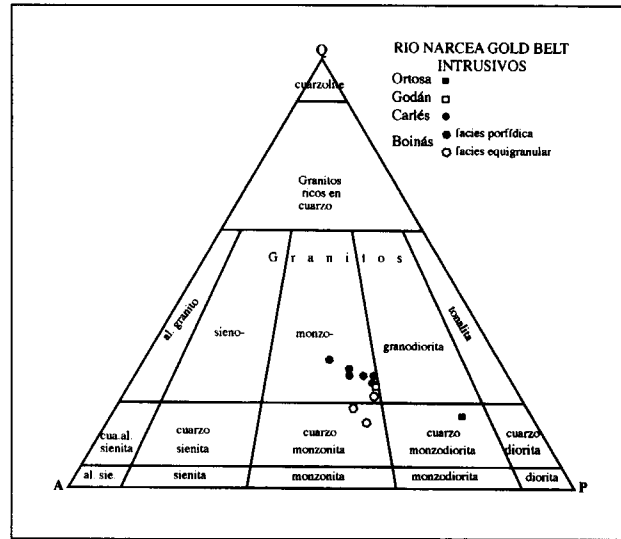 RIO NARCEA GOLD BELT
INTRUSIVOS
Ortosa
Godán
Carlés
Boinás
facies porfídica
facies equigranular
Q
cuarzolite
Granitos
ricos en
cuarzo
Granitos
al. granito
sieno-
monzo-
granodiorita
tonalita
cua.al.
sienita
cuarzo
sienita
cuarzo
monzonita
cuarzo
monzodiorita
cuarzo
diorita
A
al. sie.
sienita
monzonita
monzodiorita
diorita
P